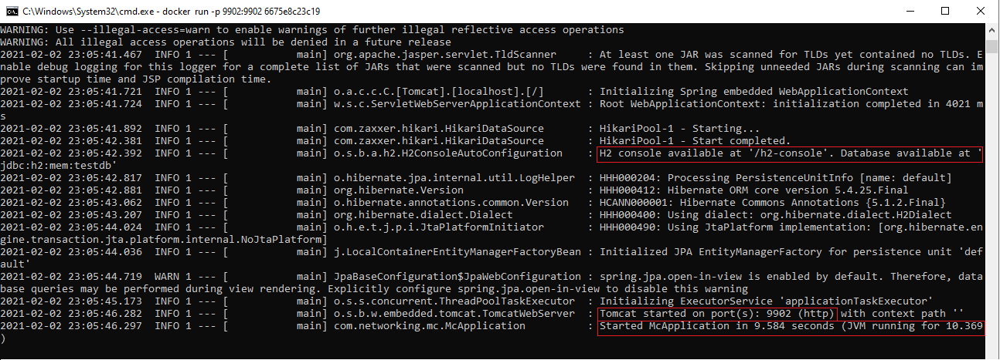 C:\Windows\System32\cmd.exe - docker  run -p 9902:9902 6675e8c23c19
WARNING: Use --illegal-access=warn to enable warnings of further illegal reflective access operations
WARNING: All illegal access operations will be denied in a future release
2021-02-02 23:05:41.467  INFO 1 --- [           main] org.apache.jasper.servlet.TldScanner     : At least one JAR was scanned for TLDs yet contained no TLDs. E
nable debug logging for this logger for a complete list of JARs that were scanned but no TLDs were found in them. Skipping unneeded JARs during scanning can im
prove startup time and JSP compilation time.
2021-02-02 23:05:41.721  INFO 1 --- [           main] o.a.c.c.C.[Tomcat].[localhost].[/]       : Initializing Spring embedded WebApplicationContext
2021-02-02 23:05:41.724  INFO 1 --- [           main] w.s.c.ServletWebServerApplicationContext : Root WebApplicationContext: initialization completed in 4021 m
s
2021-02-02 23:05:41.892  INFO 1 --- [           main] com.zaxxer.hikari.HikariDataSource       : HikariPool-1 - Starting...
2021-02-02 23:05:42.381  INFO 1 --- [           main] com.zaxxer.hikari.HikariDataSource       : HikariPool-1 - Start completed.
2021-02-02 23:05:42.392  INFO 1 --- [           main] o.s.b.a.h2.H2ConsoleAutoConfiguration    : H2 console available at '/h2-console'. Database available at '
jdbc:h2:mem:testdb'
2021-02-02 23:05:42.817  INFO 1 --- [           main] o.hibernate.jpa.internal.util.LogHelper  : HHH000204: Processing PersistenceUnitInfo [name: default]
2021-02-02 23:05:42.881  INFO 1 --- [           main] org.hibernate.Version                    : HHH000412: Hibernate ORM core version 5.4.25.Final
2021-02-02 23:05:43.062  INFO 1 --- [           main] o.hibernate.annotations.common.Version   : HCANN000001: Hibernate Commons Annotations {5.1.2.Final}
2021-02-02 23:05:43.207  INFO 1 --- [           main] org.hibernate.dialect.Dialect            : HHH000400: Using dialect: org.hibernate.dialect.H2Dialect
2021-02-02 23:05:44.024  INFO 1 --- [           main] o.h.e.t.j.p.i.JtaPlatformInitiator       : HHH000490: Using JtaPlatform implementation: [org.hibernate.en
gine.transaction.jta.platform.internal.NoJtaPlatform]
2021-02-02 23:05:44.036  INFO 1 --- [           main] j.LocalContainerEntityManagerFactoryBean : Initialized JPA EntityManagerFactory for persistence unit 'def
ault'
2021-02-02 23:05:44.719  WARN 1 --- [           main] JpaBaseConfiguration$JpaWebConfiguration : spring.jpa.open-in-view is enabled by default. Therefore, data
base queries may be performed during view rendering. Explicitly configure spring.jpa.open-in-view to disable this warning
2021-02-02 23:05:45.173  INFO 1 --- [           main] o.s.s.concurrent.ThreadPoolTaskExecutor  : Initializing ExecutorService 'applicationTaskExecutor'
2021-02-02 23:05:46.282  INFO 1 --- [           main] o.s.b.w.embedded.tomcat.TomcatWebServer  : Tomcat started on port(s): 9902 (http) with context path ''
2021-02-02 23:05:46.297  INFO 1 --- [           main] com.networking.mc.McApplication          : Started McApplication in 9.584 seconds (JVM running for 10.369
)